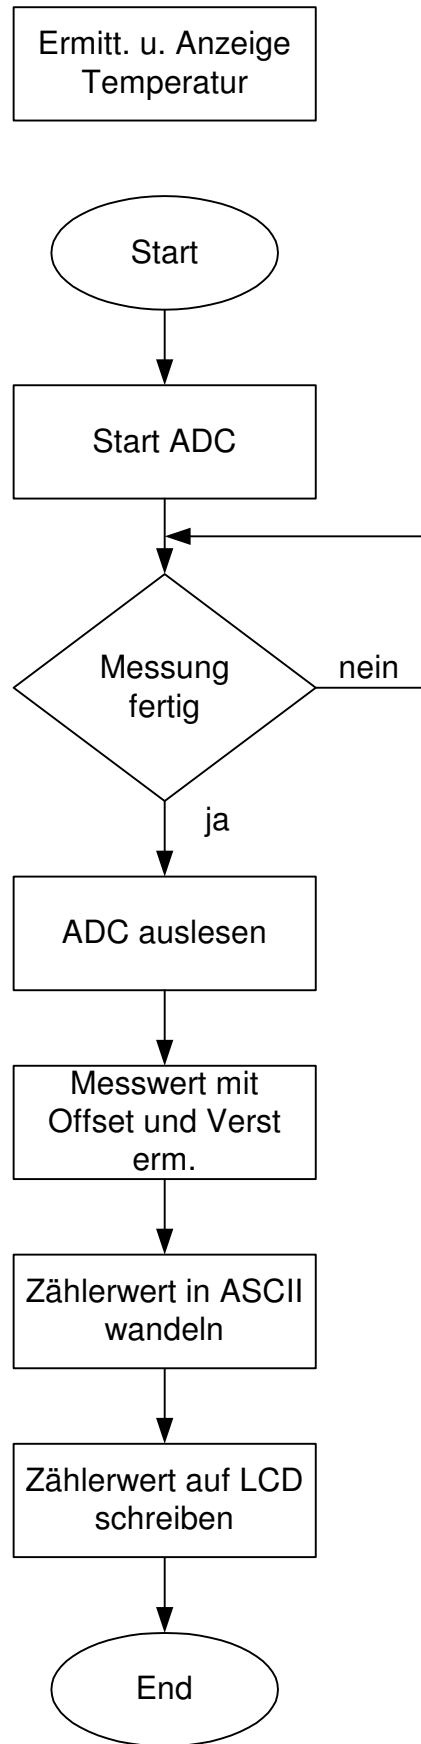 Ermitt. u. Anzeige
Temperatur
Start
Start ADC
Messung
fertig
nein
ja
ADC auslesen
Messwert mit
Offset und Verst
erm.
Zählerwert in ASCII
wandeln
Zählerwert auf LCD
schreiben
End